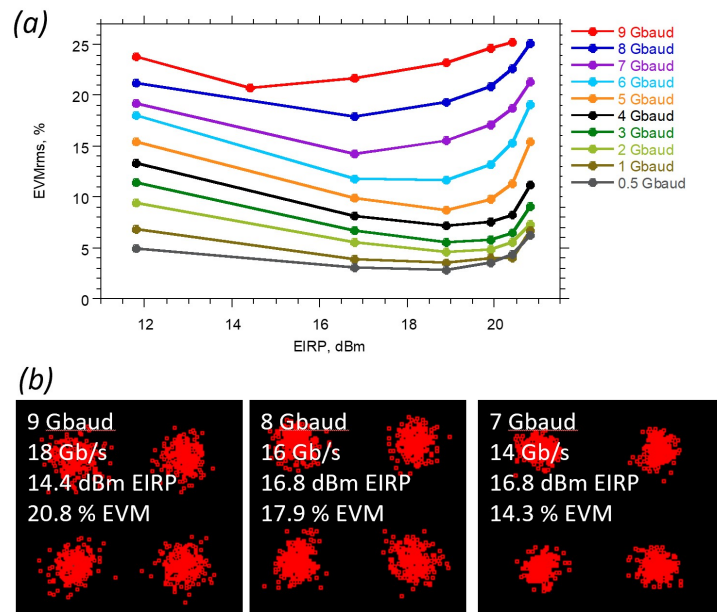 (a)
25
20
15
10
5
0
EVMrms, %
12
14
16
18
20
EIRP, dBm
9 Gbaud
8 Gbaud
7 Gbaud
6 Gbaud
5 Gbaud
4 Gbaud
3 Gbaud
2 Gbaud
1 Gbaud
0.5 Gbaud
(b)
9 Gbaud
18 Gb/s
14.4 dBm EIRP
20.8 % EVM
8 Gbaud
16 Gb/s
16.8 dBm EIRP
17.9 % EVM
7 Gbaud
14 Gb/s
16.8 dBm EIRP
14.3 % EVM